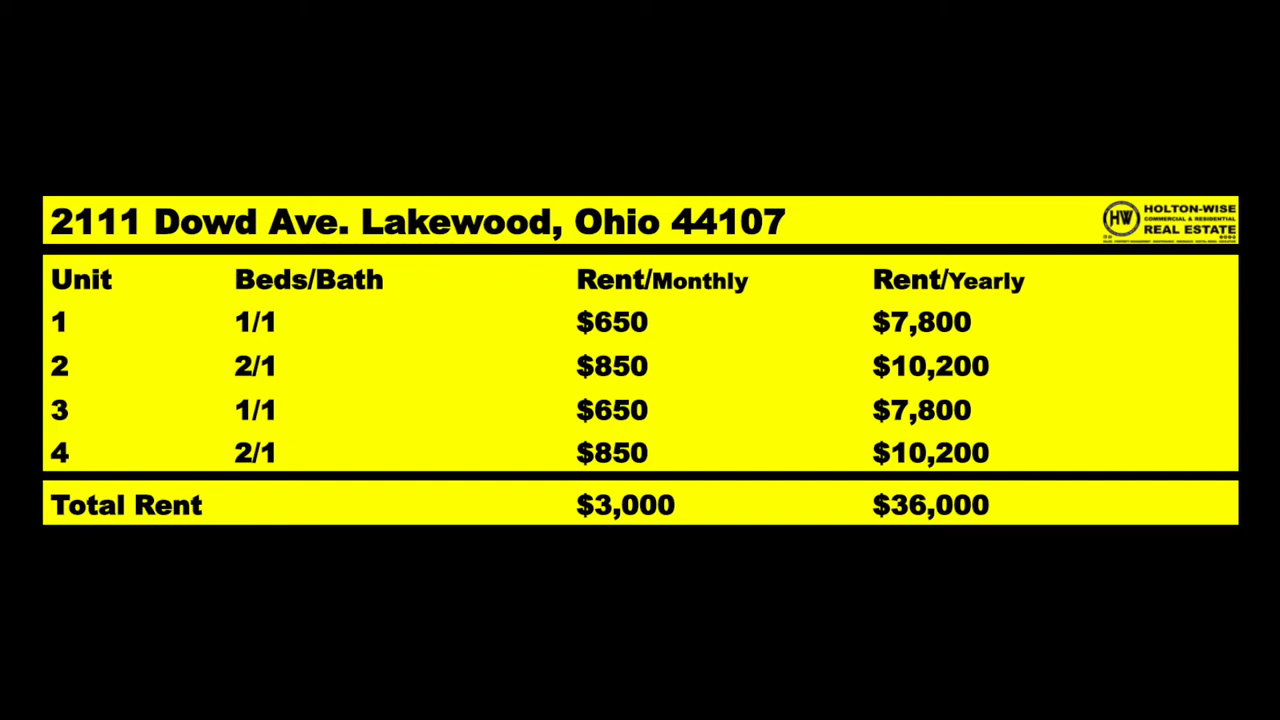 2111 Dowd Ave. Lakewood, Ohio 44107
HW HOLTON-WISE
COMMERCIAL & RESIDENTIAL
REAL ESTATE
Unit Beds/Bath Rent/Monthly Rent/Yearly
1 1/1 $650 $7,800
2 2/1 $850 $10,200
3 1/1 $650 $7,800
4 2/1 $850 $10,200
Total Rent $3,000 $36,000